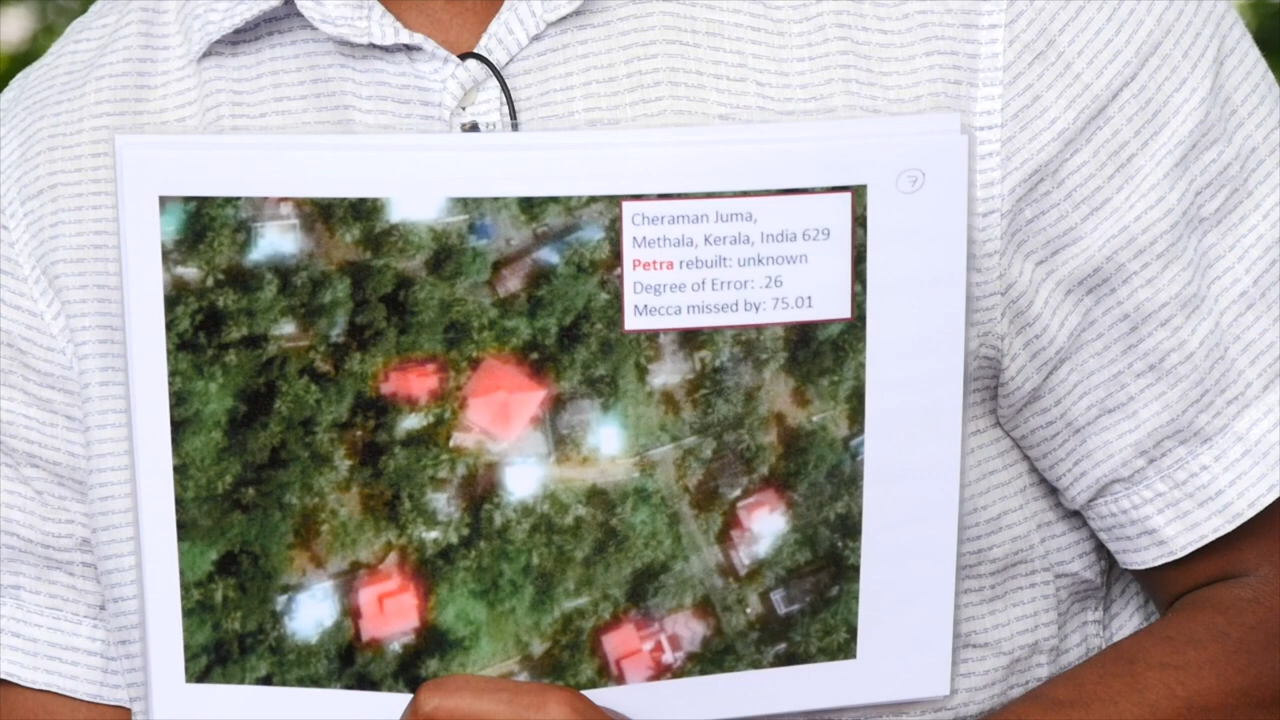 7
Cheraman Juma,
Methala, Kerala, India 629
Petra rebuilt: unknown
Degree of Error: .26
Mecca missed by: 75.01